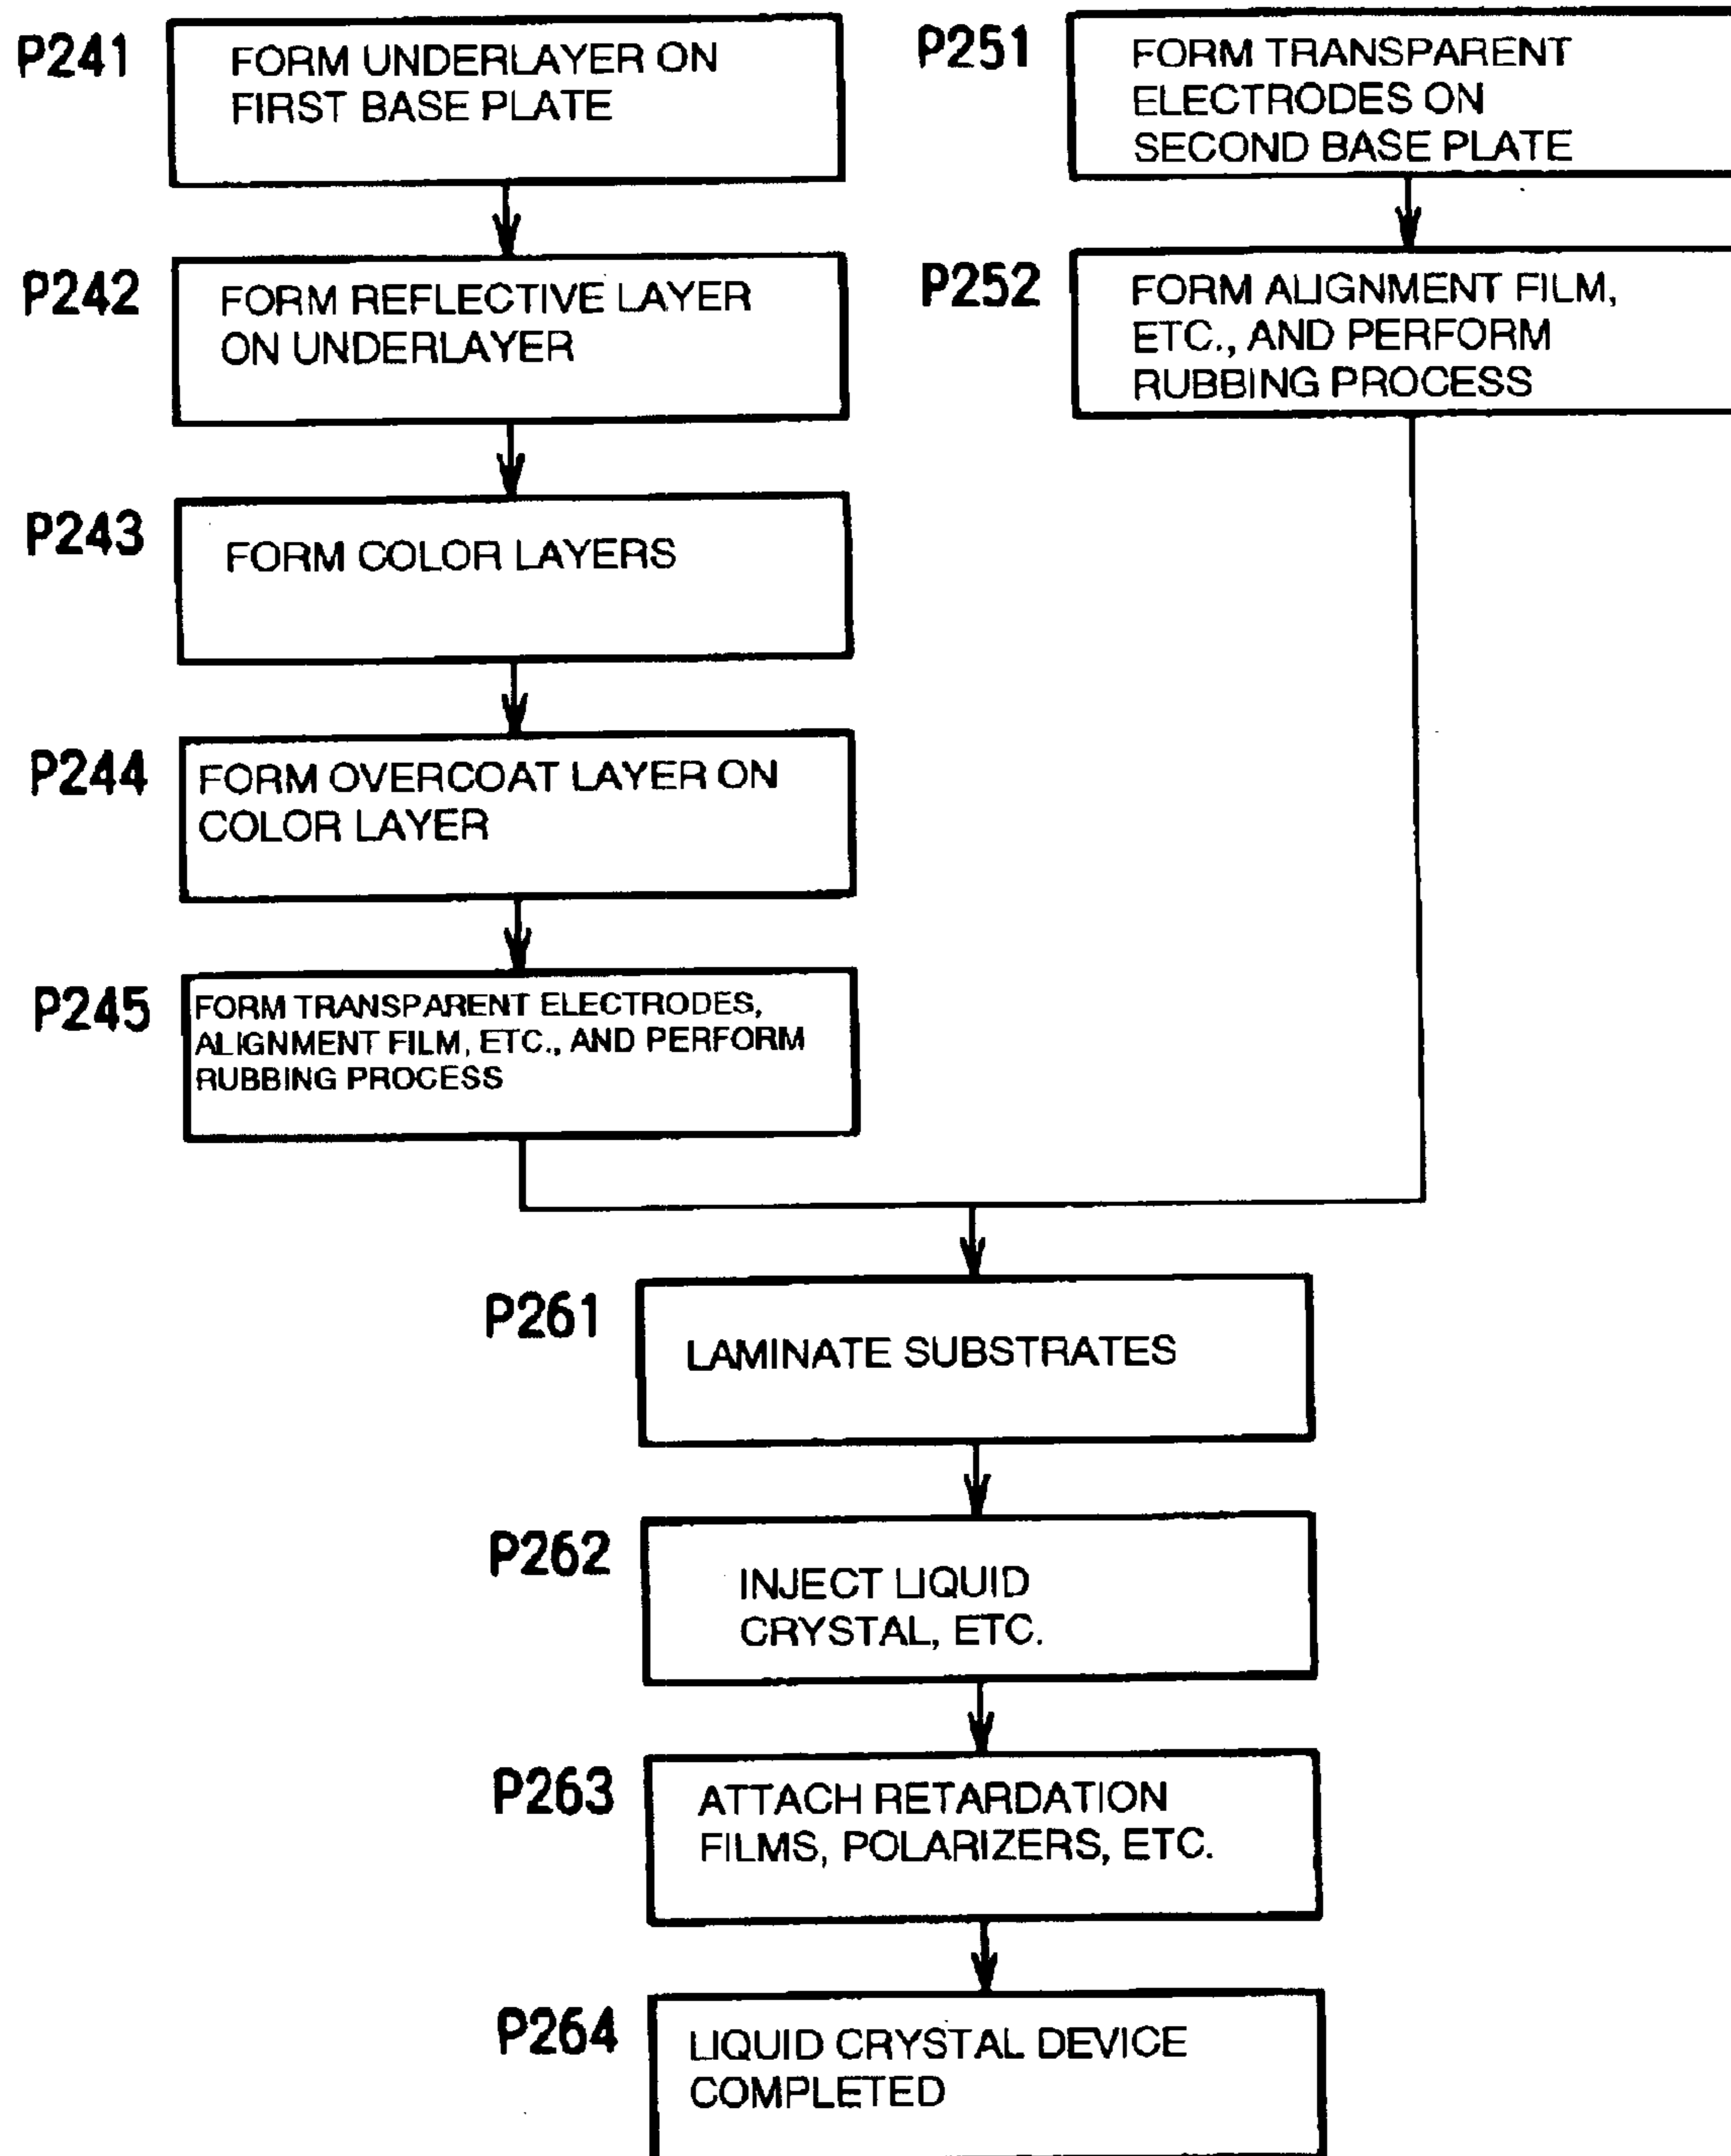 P241
FORM UNDERLAYER ON
FIRST BASE PLATE
P242
FORM REFLECTIVE LAYER
ON UNDERLAYER
P243
FORM COLOR LAYERS
P244
FORM OVERCOAT LAYER ON
COLOR LAYER
P245
FORM TRANSPARENT ELECTRODES,
ALIGNMENT FILM, ETC., AND PERFORM
RUBBING PROCESS
P251
FORM TRANSPARENT
ELECTRODES ON
SECOND BASE PLATE
P252
FORM ALIGNMENT FILM,
ETC., AND PERFORM
RUBBING PROCESS
P261
LAMINATE SUBSTRATES
P262
INJECT LIQUID
CRYSTAL, ETC.
P263
ATTACH RETARDATION
FILMS, POLARIZERS, ETC.
P264
LIQUID CRYSTAL DEVICE
COMPLETED